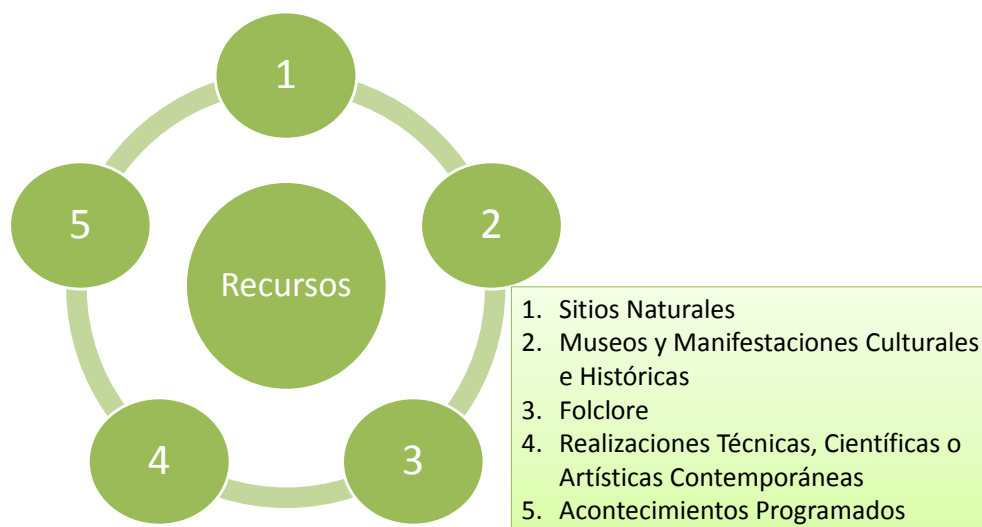 1
5
2
Recursos
4
3
1. Sitios Naturales
2. Museos y Manifestaciones Culturales
e Históricas
3. Folclore
4. Realizaciones Técnicas, Científicas o
Artísticas Contemporáneas
5. Acontecimientos Programados